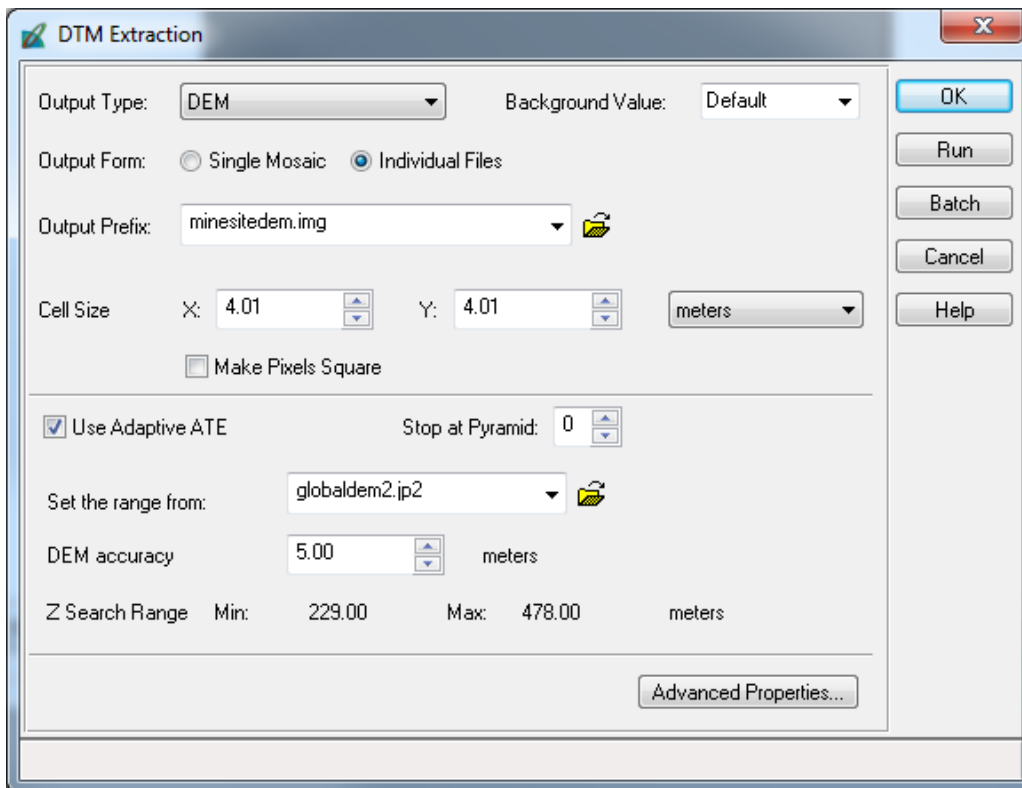 DTM Extraction
Output Type: DEM Background Value: Default OK
Output Form: Single Mosaic Individual Files Run
Output Prefix: minesitedem.img Batch
Cancel
Cell Size X: 4.01 Y: 4.01 meters Help
Make Pixels Square
Use Adaptive ATE Stop at Pyramid: 0
Set the range from: globaldem2.jp2
DEM accuracy 5.00 meters
Z Search Range Min: 229.00 Max: 478.00 meters
Advanced Properties...